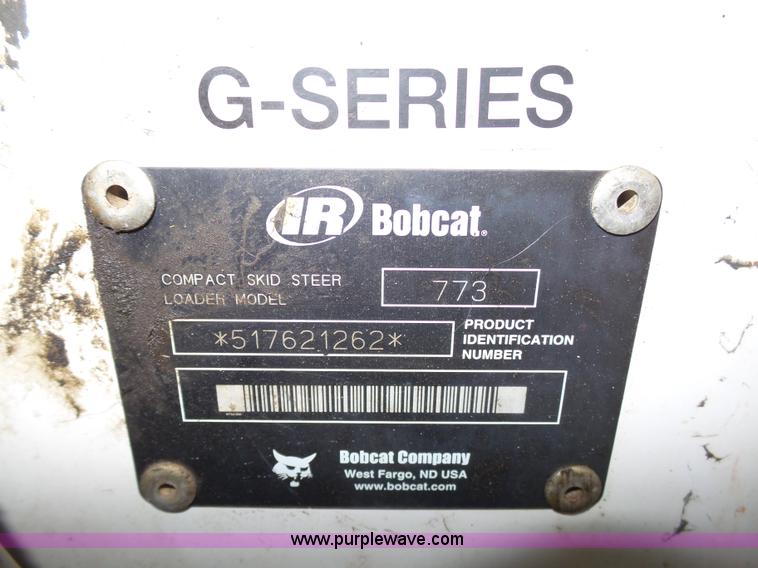 G-SERIES
IR Bobcat®
COMPACT SKID STEER
LOADER MODEL
773
*517621262*
PRODUCT
IDENTIFICATION
NUMBER
Bobcat Company
West Fargo, ND USA
www.bobcat.com
www.purplewave.com